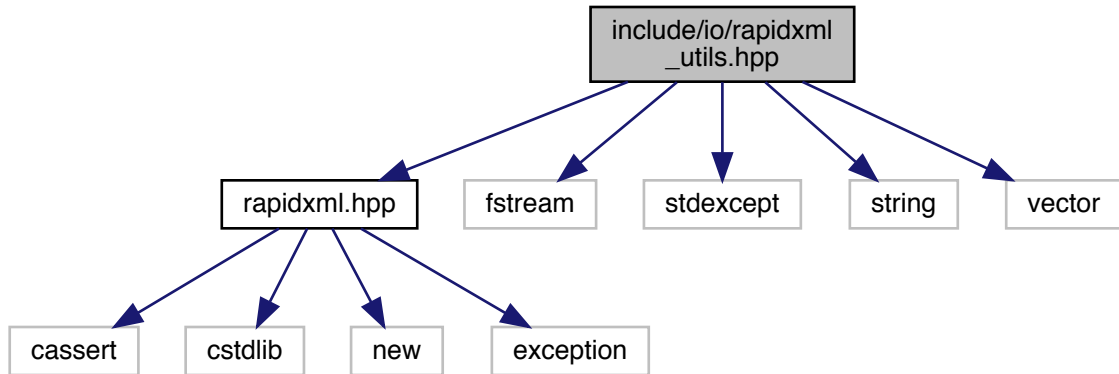 include/io/rapidxml
_utils.hpp
rapidxml.hpp
fstream
stdexcept
string
vector
cassert
cstdlib
new
exception